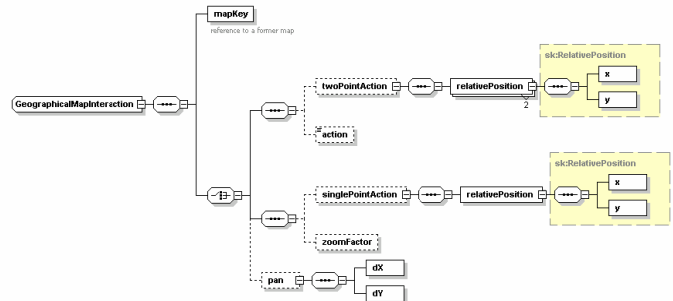 mapKey
reference to a former map
GeographicalMapInteraction
sk:RelativePosition
twoPointAction
relativePosition
x
y
2
action
sk:RelativePosition
singlePointAction
relativePosition
x
y
zoomFactor
pan
dX
dY